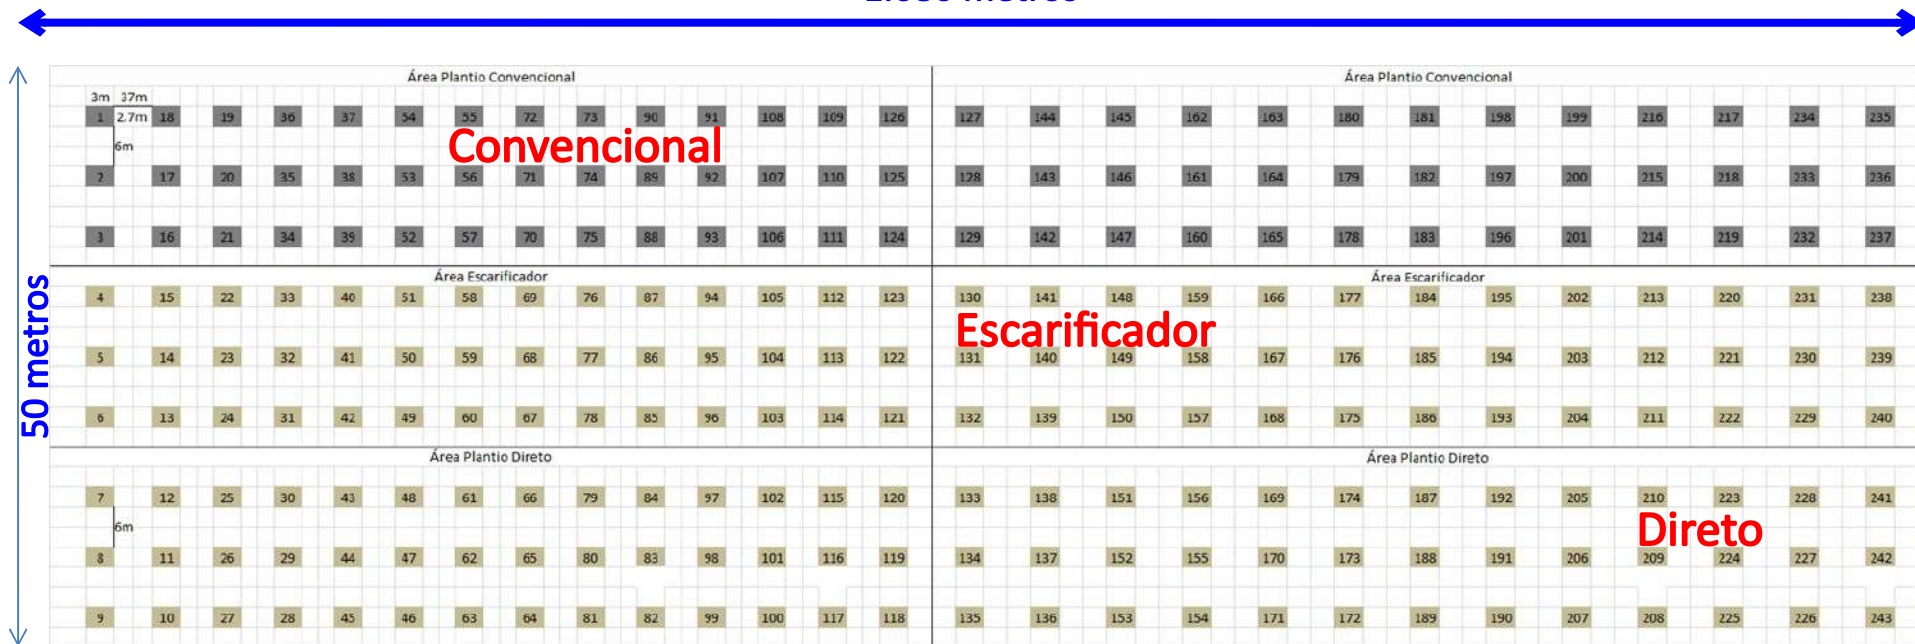 50 metros
Área Plantio Convencional Área Plantio Convencional
3m 37m
1 2.7m 18 19 36 37 54 55 72 73 90 91 108 109 126 127 144 145 162 163 180 181 198 199 216 217 234 235
6m
Convencional
2 17 20 35 38 53 56 71 74 89 92 107 110 125 128 143 146 161 164 179 182 197 200 215 218 233 236
3 16 21 34 39 52 57 70 75 88 93 106 111 124 129 142 147 160 165 178 183 196 201 214 219 232 237
Área Escarificador Área Escarificador
4 15 22 33 40 51 58 69 76 87 94 105 112 123 130 141 148 159 166 177 184 195 202 213 220 231 238
Escarificador
5 14 23 32 41 50 59 68 77 86 95 104 113 122 131 140 149 158 167 176 185 194 203 212 221 230 239
6 13 24 31 42 49 60 67 78 85 96 103 114 121 132 139 150 157 168 175 186 193 204 211 222 229 240
Área Plantio Direto Área Plantio Direto
7 12 25 30 43 48 61 66 79 84 97 102 115 120 133 138 151 156 169 174 187 192 205 210 223 228 241
6m
Direto
8 11 26 29 44 47 62 65 80 83 98 101 116 119 134 137 152 155 170 173 188 191 206 209 224 227 242
9 10 27 28 45 46 63 64 81 82 99 100 117 118 135 136 153 154 171 172 189 190 207 208 225 226 243